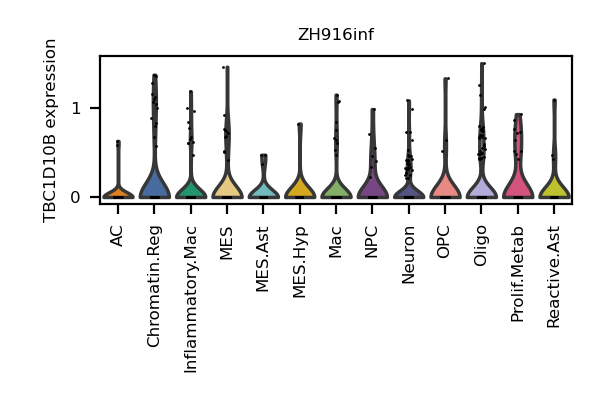 ZH916inf
TBC1D10B expression
1
0
AC
Chromatin.Reg
Inflammatory.Mac
MES
MES.Ast
MES.Hyp
Mac
NPC
Neuron
OPC
Oligo
Prolif.Metab
Reactive.Ast